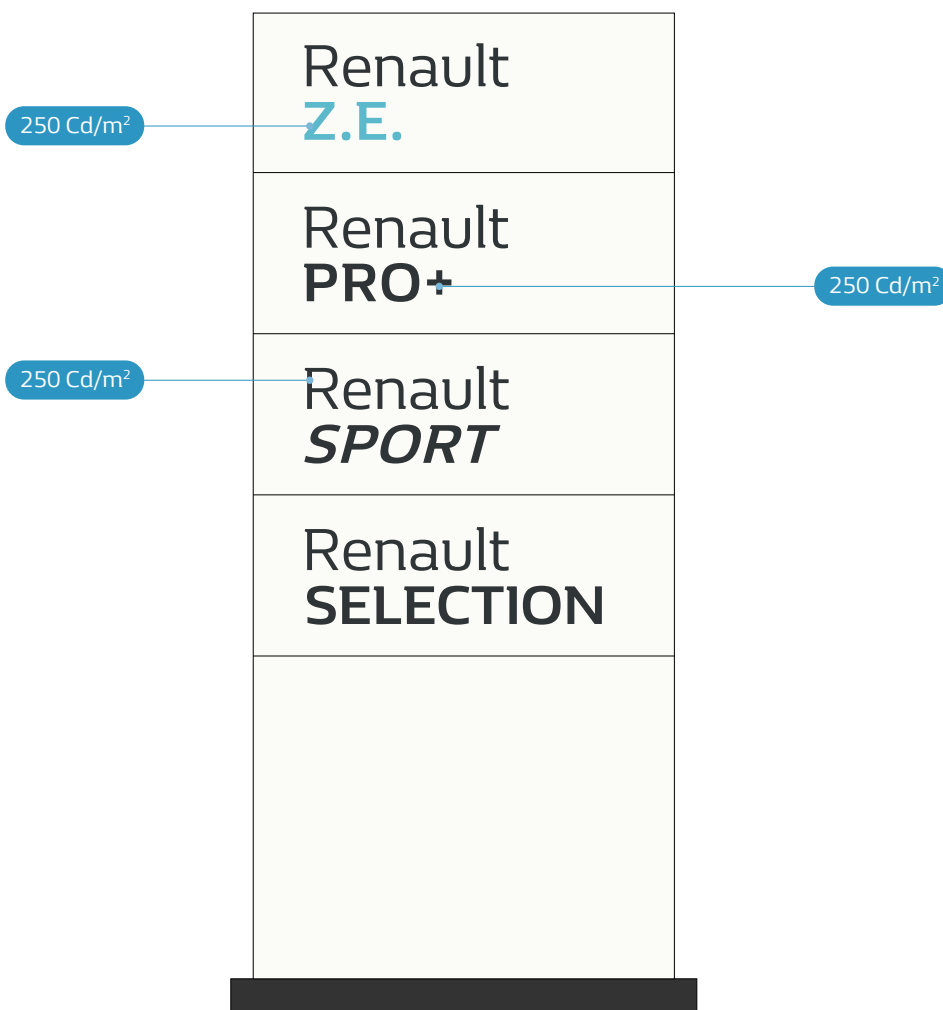 Renault
Z.E.
250 Cd/m²
Renault
PRO+
250 Cd/m²
250 Cd/m²
Renault
SPORT
Renault
SELECTION